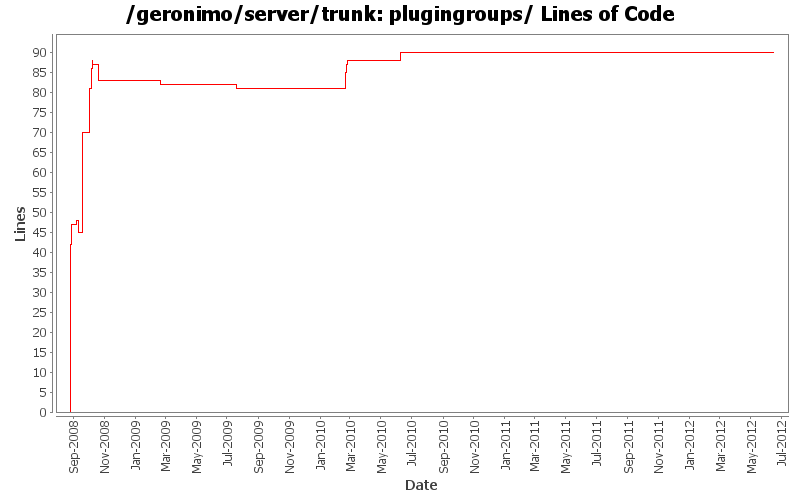 /geronimo/server/trunk: plugingroups/ Lines of Code
Lines
90
85
80
75
70
65
60
55
50
45
40
35
30
25
20
15
10
5
0
Sep-2008
Nov-2008
Jan-2009
Mar-2009
May-2009
Jul-2009
Sep-2009
Nov-2009
Jan-2010
Mar-2010
May-2010
Jul-2010
Sep-2010
Nov-2010
Jan-2011
Mar-2011
May-2011
Jul-2011
Sep-2011
Nov-2011
Jan-2012
Mar-2012
May-2012
Jul-2012
Date